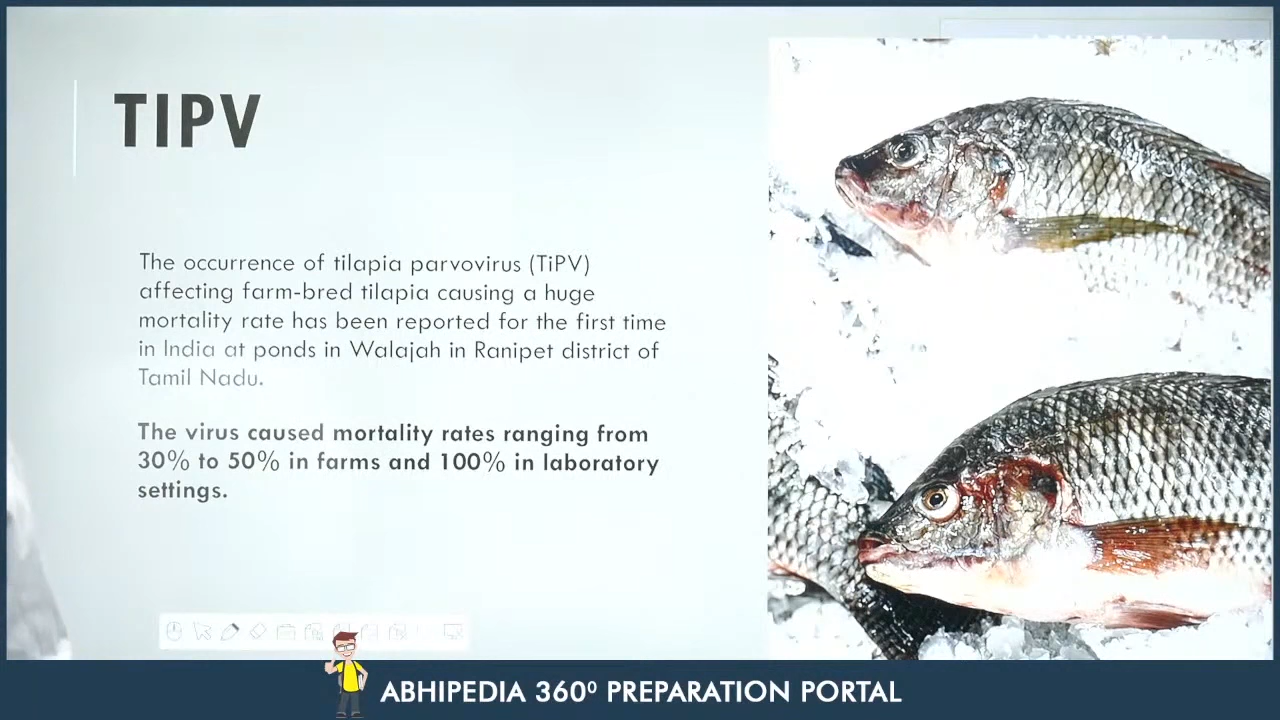 TIPV
The occurrence of tilapia parvovirus (TiPV)
affecting farm-bred tilapia causing a huge
mortality rate has been reported for the first time
in India at ponds in Walajah in Ranipet district of
Tamil Nadu.
The virus caused mortality rates ranging from
30% to 50% in farms and 100% in laboratory
settings.
ABHIPEDIA 360⁰ PREPARATION PORTAL